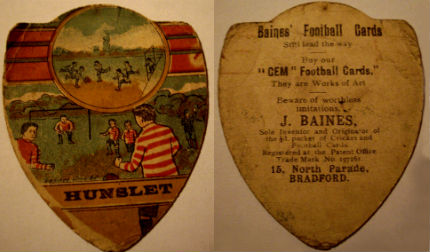 HUNSLET
Baines' Football Cards
Still lead the way
Buy our
"GEM" Football Cards."
They are Works of Art
Beware of worthless
imitations.
J. BAINES,
Sole Inventor and Originator of
the ½d. packet of Cricket and
Football Cards
Registered at the Patent Office
Trade Mark No.
15, North Parade,
BRADFORD.